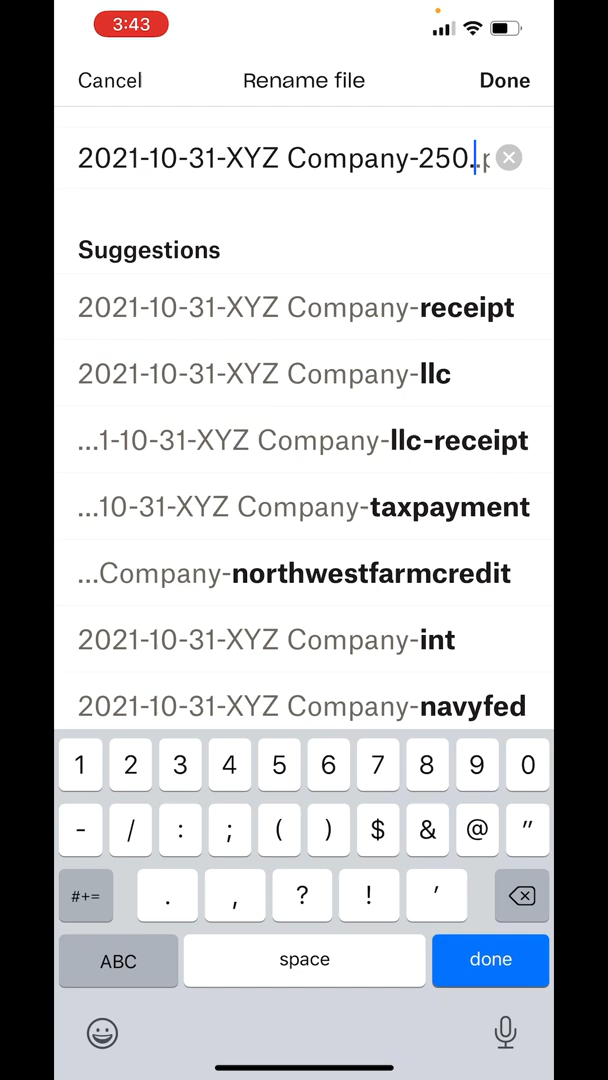 3:43
Cancel Rename file Done
2021-10-31-XYZ Company-250..p
Suggestions
2021-10-31-XYZ Company-receipt
2021-10-31-XYZ Company-llc
...1-10-31-XYZ Company-llc-receipt
...10-31-XYZ Company-taxpayment
...Company-northwestfarmcredit
2021-10-31-XYZ Company-int
2021-10-31-XYZ Company-navyfed
1 2 3 4 5 6 7 8 9 0
- / : ; ( ) $ & @ "
#+= . , ? ! '
ABC space done